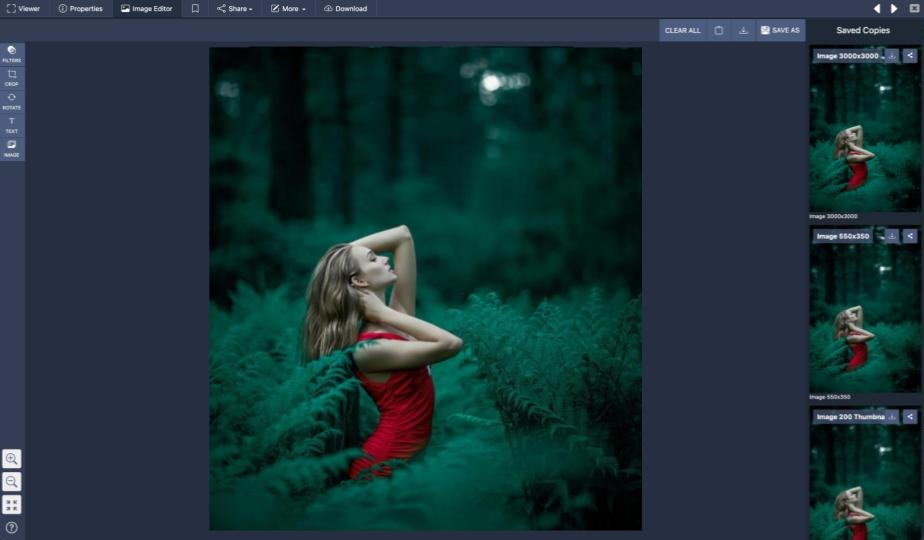 Viewer Properties Image Editor Share More Download
CLEAR ALL SAVE AS Saved Copies
FILTERS
CROP
ROTATE
TEXT
IMAGE
Image 3000x3000
Image 3000x3000
Image 550x350
Image 550x350
Image 200 Thumbna